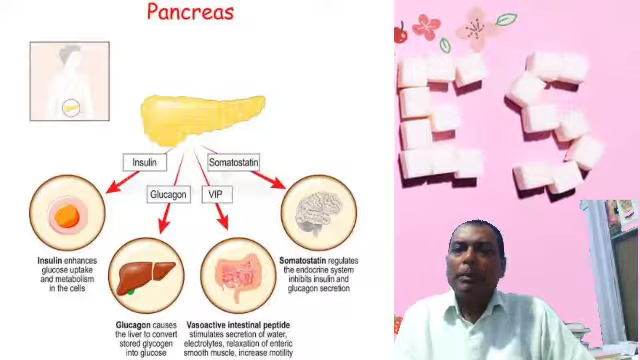 Pancreas
Insulin
Somatostatin
Glucagon
VIP
Insulin enhances
glucose uptake
and metabolism
in the cells
Somatostatin regulates
the endocrine system
inhibits insulin and
glucagon secretion
Glucagon causes
the liver to convert
stored glycogen
into glucose
Vasoactive intestinal peptide
stimulates secretion of water,
electrolytes, relaxation of enteric
smooth muscle, increase motility
ES